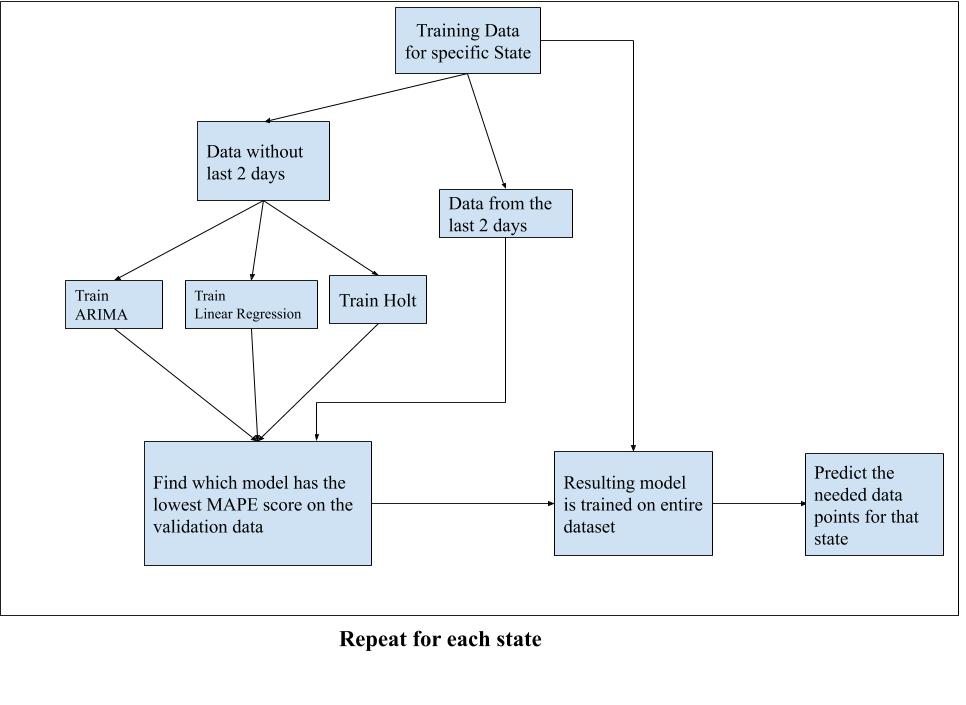 Training Data
for specific State
Data without
last 2 days
Data from the
last 2 days
Train
ARIMA
Train
Linear Regression
Train Holt
Find which model has the
lowest MAPE score on the
validation data
Resulting model
is trained on entire
dataset
Predict the
needed data
points for that
state
Repeat for each state